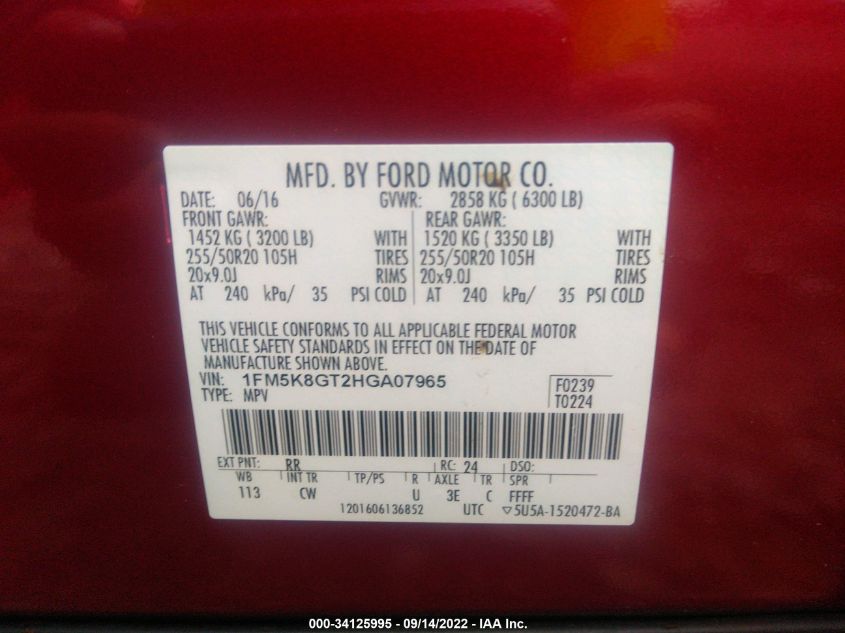 MFD. BY FORD MOTOR CO.
DATE: 06/16 GVWR: 2858 KG ( 6300 LB)
FRONT GAWR: REAR GAWR:
1452 KG ( 3200 LB) WITH 1520 KG ( 3350 LB) WITH
255/50R20 105H TIRES 255/50R20 105H TIRES
20x9.0J RIMS 20x9.0J RIMS
AT 240 kPa/ 35 PSI COLD AT 240 kPa/ 35 PSI COLD
THIS VEHICLE CONFORMS TO ALL APPLICABLE FEDERAL MOTOR
VEHICLE SAFETY STANDARDS IN EFFECT ON THE DATE OF
MANUFACTURE SHOWN ABOVE.
VIN: 1FM5K8GT2HGA07965 F0239
TYPE: MPV T0224
EXT PNT: RR RC: 24 DSO:
WB INT TR TP/PS R AXLE TR SPR
113 CW U 3E C FFFF
1201606136852 UTC ▽5U5A-1520472-BA
000-34125995 - 09/14/2022 - IAA Inc.